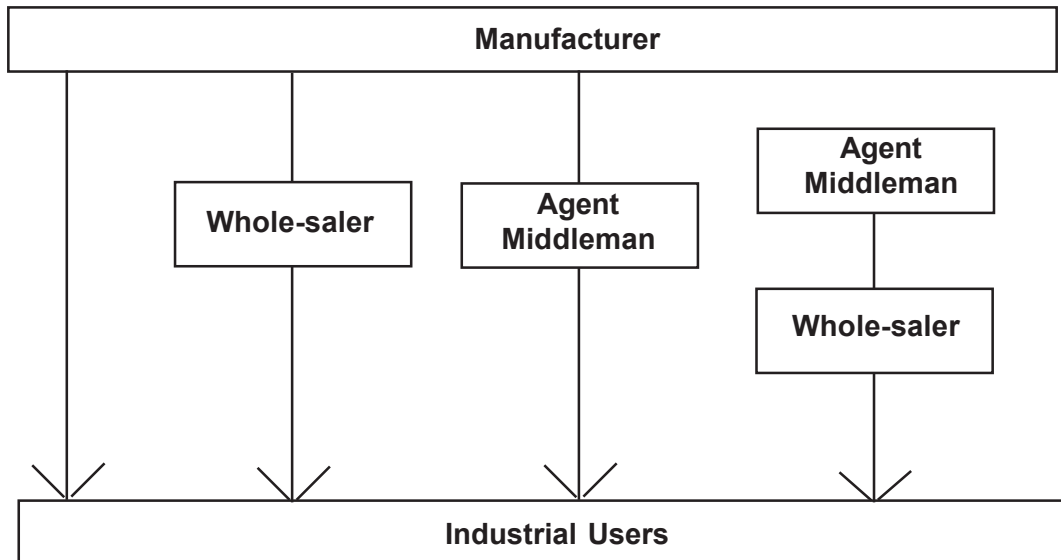 Manufacturer
Agent
Middleman
Whole-saler
Agent
Middleman
Whole-saler
Industrial Users